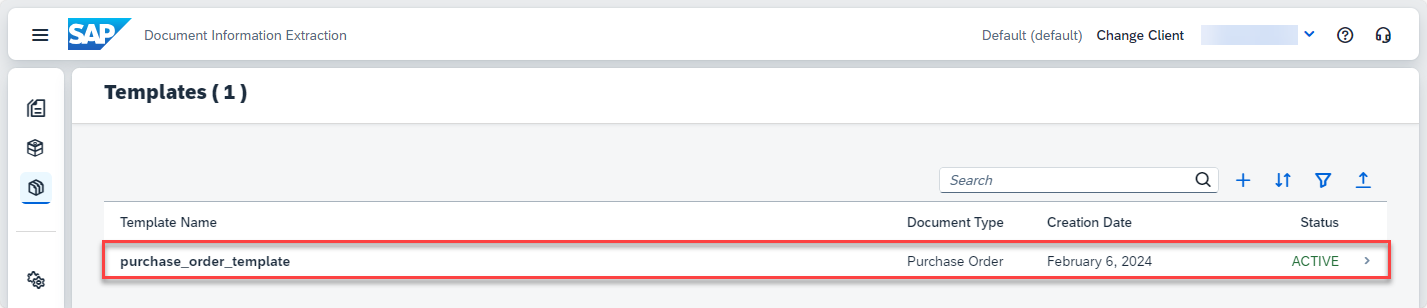 SAP Document Information Extraction Default (default) Change Client
Templates ( 1 )
Search
Template Name Document Type Creation Date Status
purchase_order_template Purchase Order February 6, 2024 ACTIVE